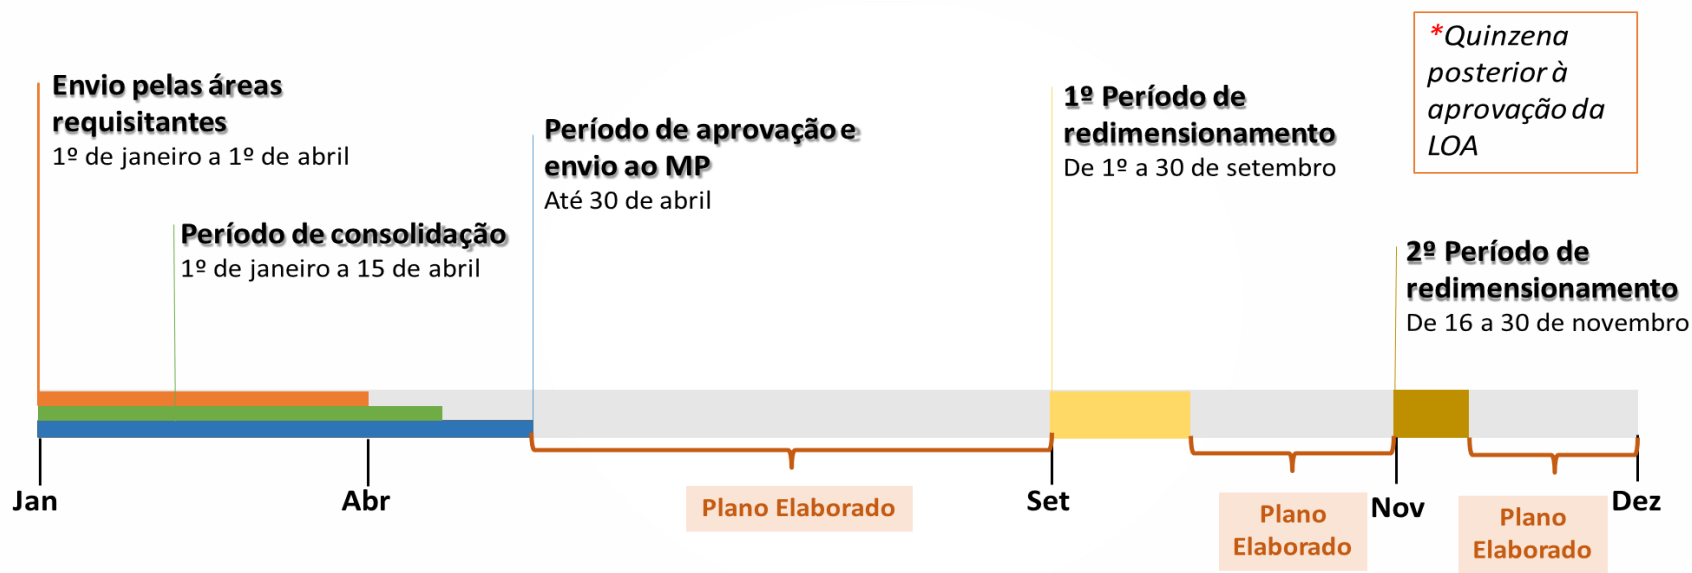 Envio pelas áreas
requisitantes
1º de janeiro a 1º de abril
Período de consolidação
1º de janeiro a 15 de abril
Período de aprovação e
envio ao MP
Até 30 de abril
1º Período de
redimensionamento
De 1º a 30 de setembro
*Quinzena
posterior à
aprovação da
LOA
2º Período de
redimensionamento
De 16 a 30 de novembro
Jan
Abr
Plano Elaborado
Set
Plano
Elaborado
Nov
Plano
Elaborado
Dez